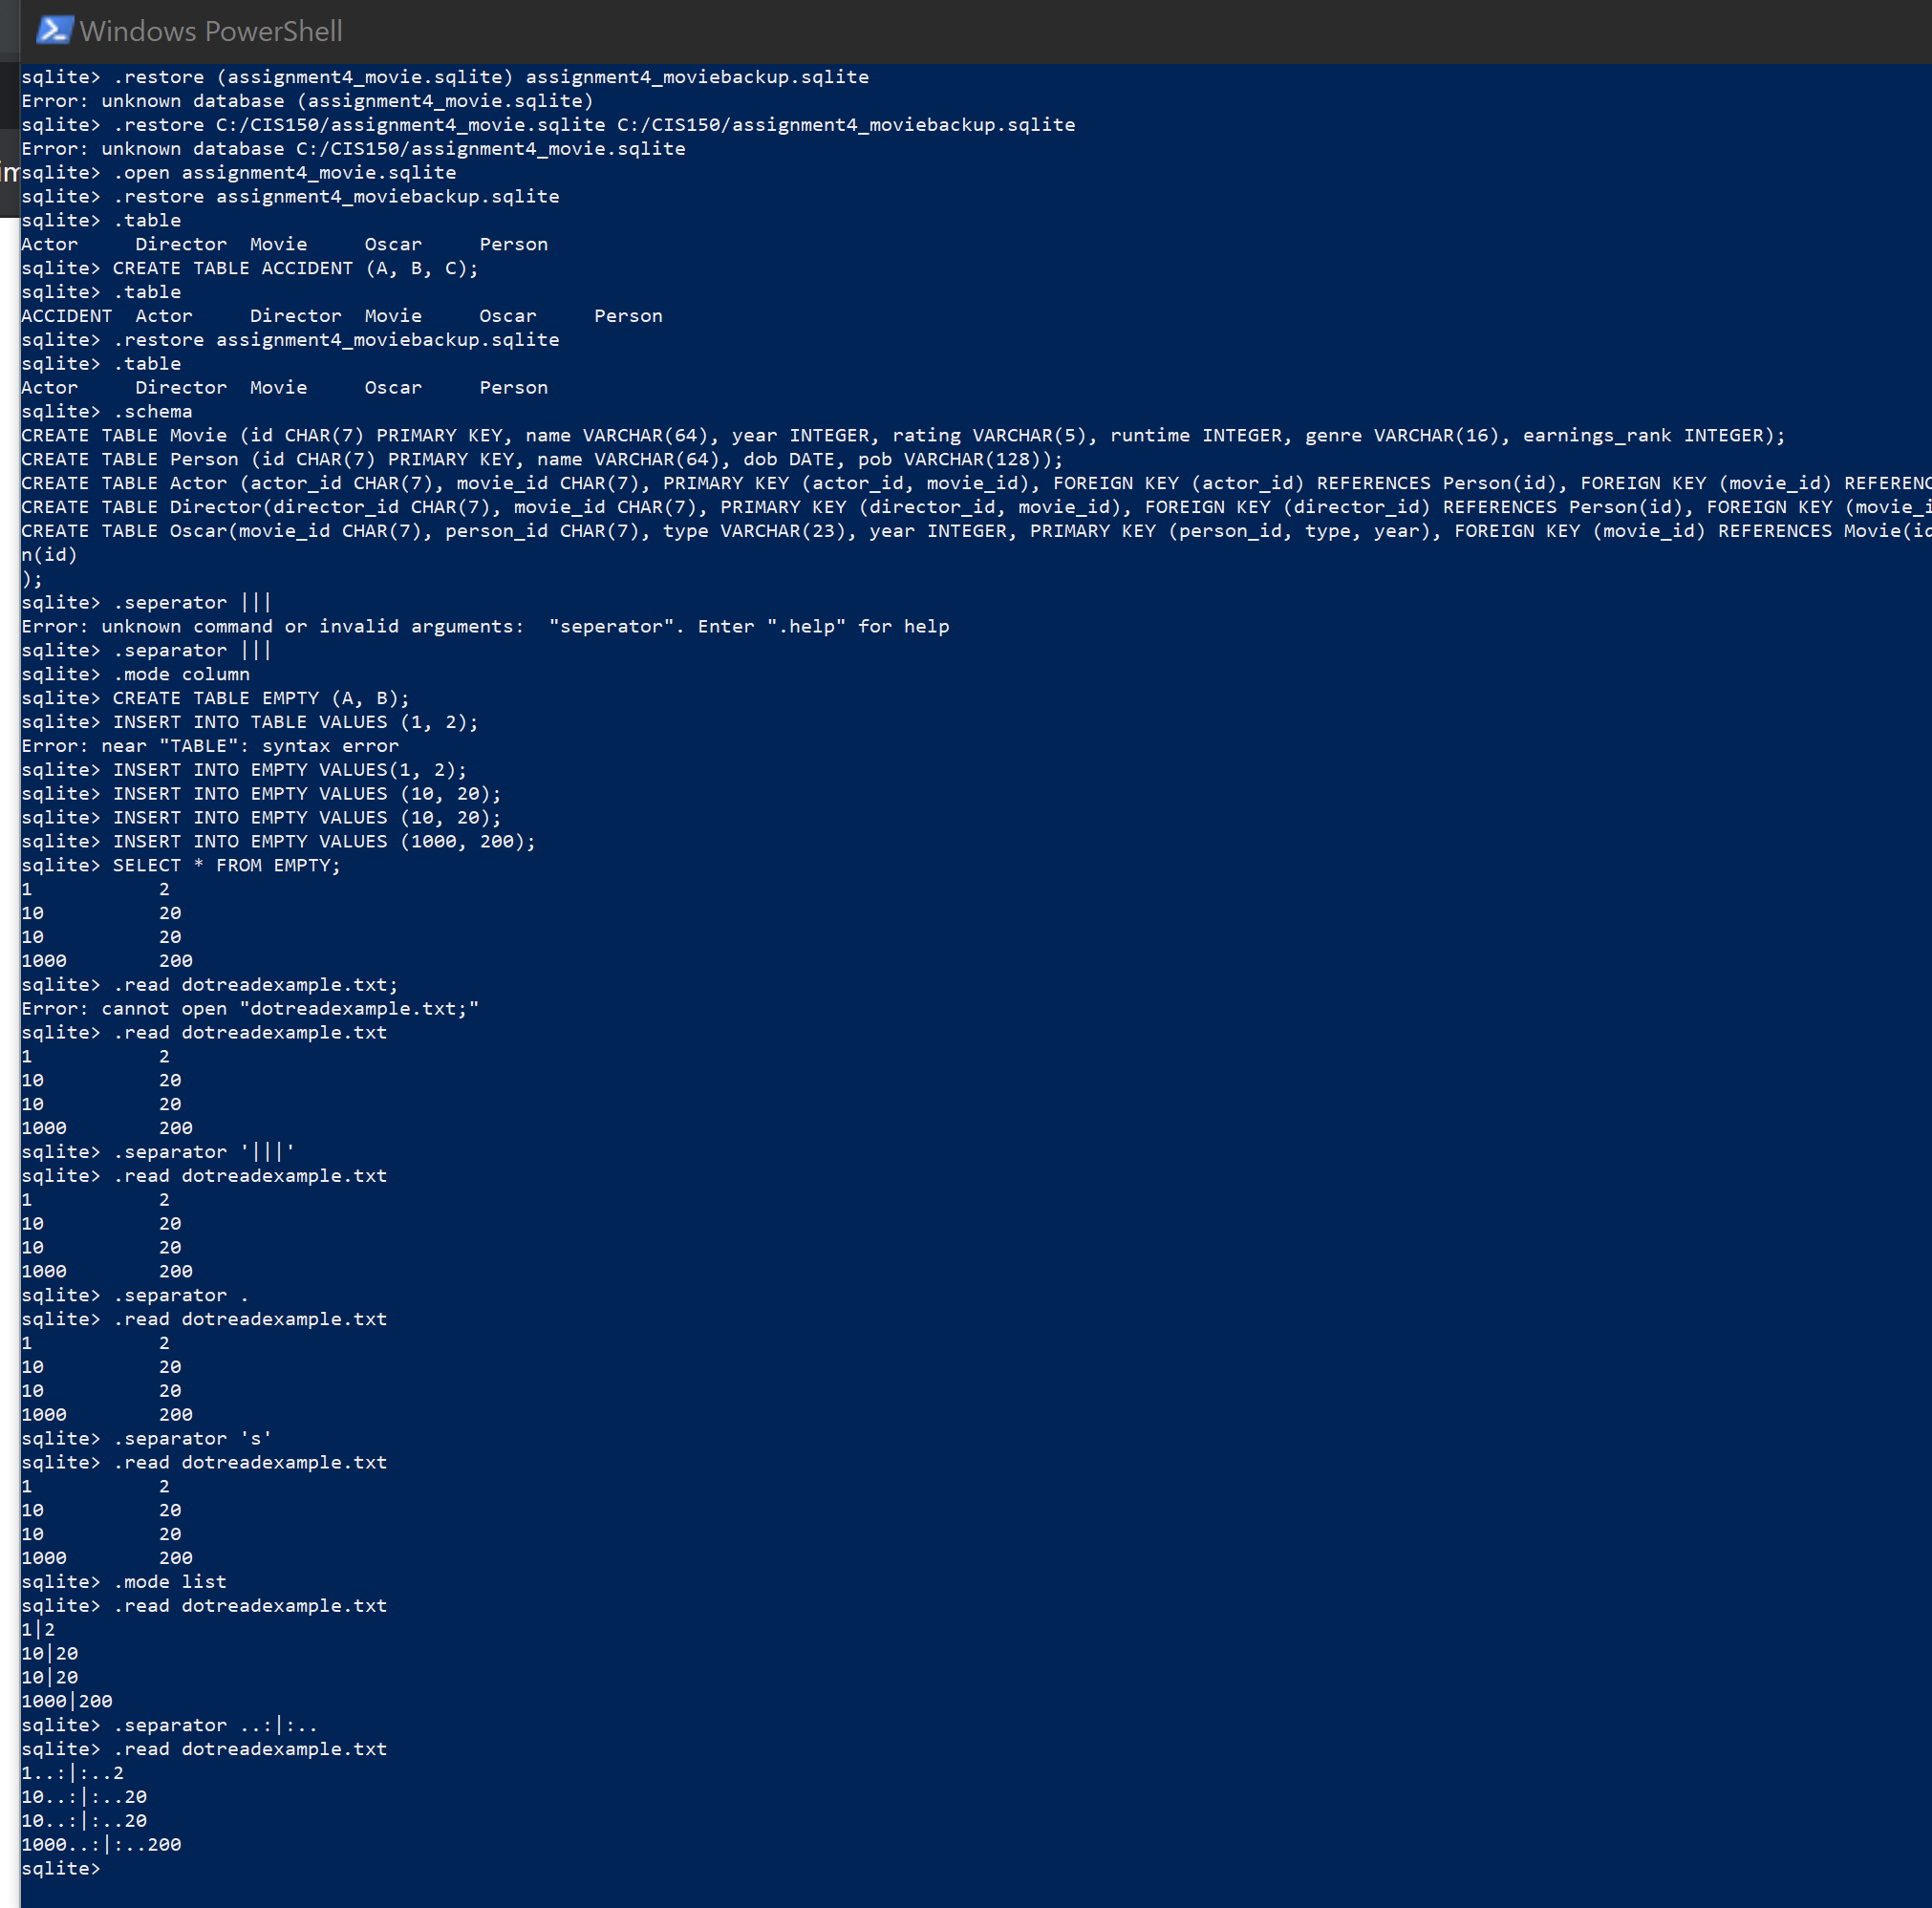 Windows PowerShell
sqlite> .restore (assignment4_movie.sqlite) assignment4_moviebackup.sqlite
Error: unknown database (assignment4_movie.sqlite)
sqlite> .restore C:/CIS150/assignment4_movie.sqlite C:/CIS150/assignment4_moviebackup.sqlite
Error: unknown database C:/CIS150/assignment4_movie.sqlite
im
sqlite> .open assignment4_movie.sqlite
sqlite> .restore assignment4_moviebackup.sqlite
sqlite> .table
Actor     Director  Movie     Oscar     Person
sqlite> CREATE TABLE ACCIDENT (A, B, C);
sqlite> .table
ACCIDENT  Actor     Director  Movie     Oscar     Person
sqlite> .restore assignment4_moviebackup.sqlite
sqlite> .table
Actor     Director  Movie     Oscar     Person
sqlite> .schema
CREATE TABLE Movie (id CHAR(7) PRIMARY KEY, name VARCHAR(64), year INTEGER, rating VARCHAR(5), runtime INTEGER, genre VARCHAR(16), earnings_rank INTEGER);
CREATE TABLE Person (id CHAR(7) PRIMARY KEY, name VARCHAR(64), dob DATE, pob VARCHAR(128));
CREATE TABLE Actor (actor_id CHAR(7), movie_id CHAR(7), PRIMARY KEY (actor_id, movie_id), FOREIGN KEY (actor_id) REFERENCES Person(id), FOREIGN KEY (movie_id) REFERENC
CREATE TABLE Director(director_id CHAR(7), movie_id CHAR(7), PRIMARY KEY (director_id, movie_id), FOREIGN KEY (director_id) REFERENCES Person(id), FOREIGN KEY (movie_i
CREATE TABLE Oscar(movie_id CHAR(7), person_id CHAR(7), type VARCHAR(23), year INTEGER, PRIMARY KEY (person_id, type, year), FOREIGN KEY (movie_id) REFERENCES Movie(id
n(id)
);
sqlite> .seperator |||
Error: unknown command or invalid arguments:  "seperator". Enter ".help" for help
sqlite> .separator |||
sqlite> .mode column
sqlite> CREATE TABLE EMPTY (A, B);
sqlite> INSERT INTO TABLE VALUES (1, 2);
Error: near "TABLE": syntax error
sqlite> INSERT INTO EMPTY VALUES(1, 2);
sqlite> INSERT INTO EMPTY VALUES (10, 20);
sqlite> INSERT INTO EMPTY VALUES (10, 20);
sqlite> INSERT INTO EMPTY VALUES (1000, 200);
sqlite> SELECT * FROM EMPTY;
1           2
10          20
10          20
1000        200
sqlite> .read dotreadexample.txt;
Error: cannot open "dotreadexample.txt;"
sqlite> .read dotreadexample.txt
1           2
10          20
10          20
1000        200
sqlite> .separator '|||'
sqlite> .read dotreadexample.txt
1           2
10          20
10          20
1000        200
sqlite> .separator .
sqlite> .read dotreadexample.txt
1           2
10          20
10          20
1000        200
sqlite> .separator 's'
sqlite> .read dotreadexample.txt
1           2
10          20
10          20
1000        200
sqlite> .mode list
sqlite> .read dotreadexample.txt
1|2
10|20
10|20
1000|200
sqlite> .separator ..:|:..
sqlite> .read dotreadexample.txt
1..:|:..2
10..:|:..20
10..:|:..20
1000..:|:..200
sqlite>